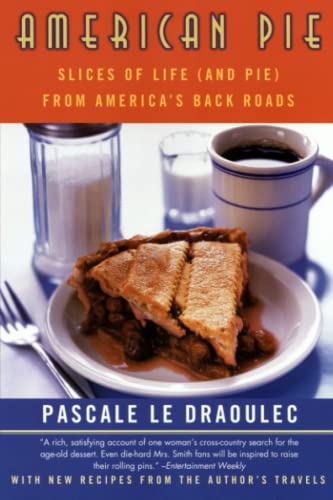 AMERICAN PIE
SLICES OF LIFE (AND PIE)
FROM AMERICA'S BACK ROADS
PASCALE LE DRAOULEC
"A rich, satisfying account of one woman's cross-country search for the
age-old dessert. Even die-hard Mrs. Smith fans will be inspired to raise
their rolling pins." –Entertainment Weekly
WITH NEW RECIPES FROM THE AUTHOR'S TRAVELS